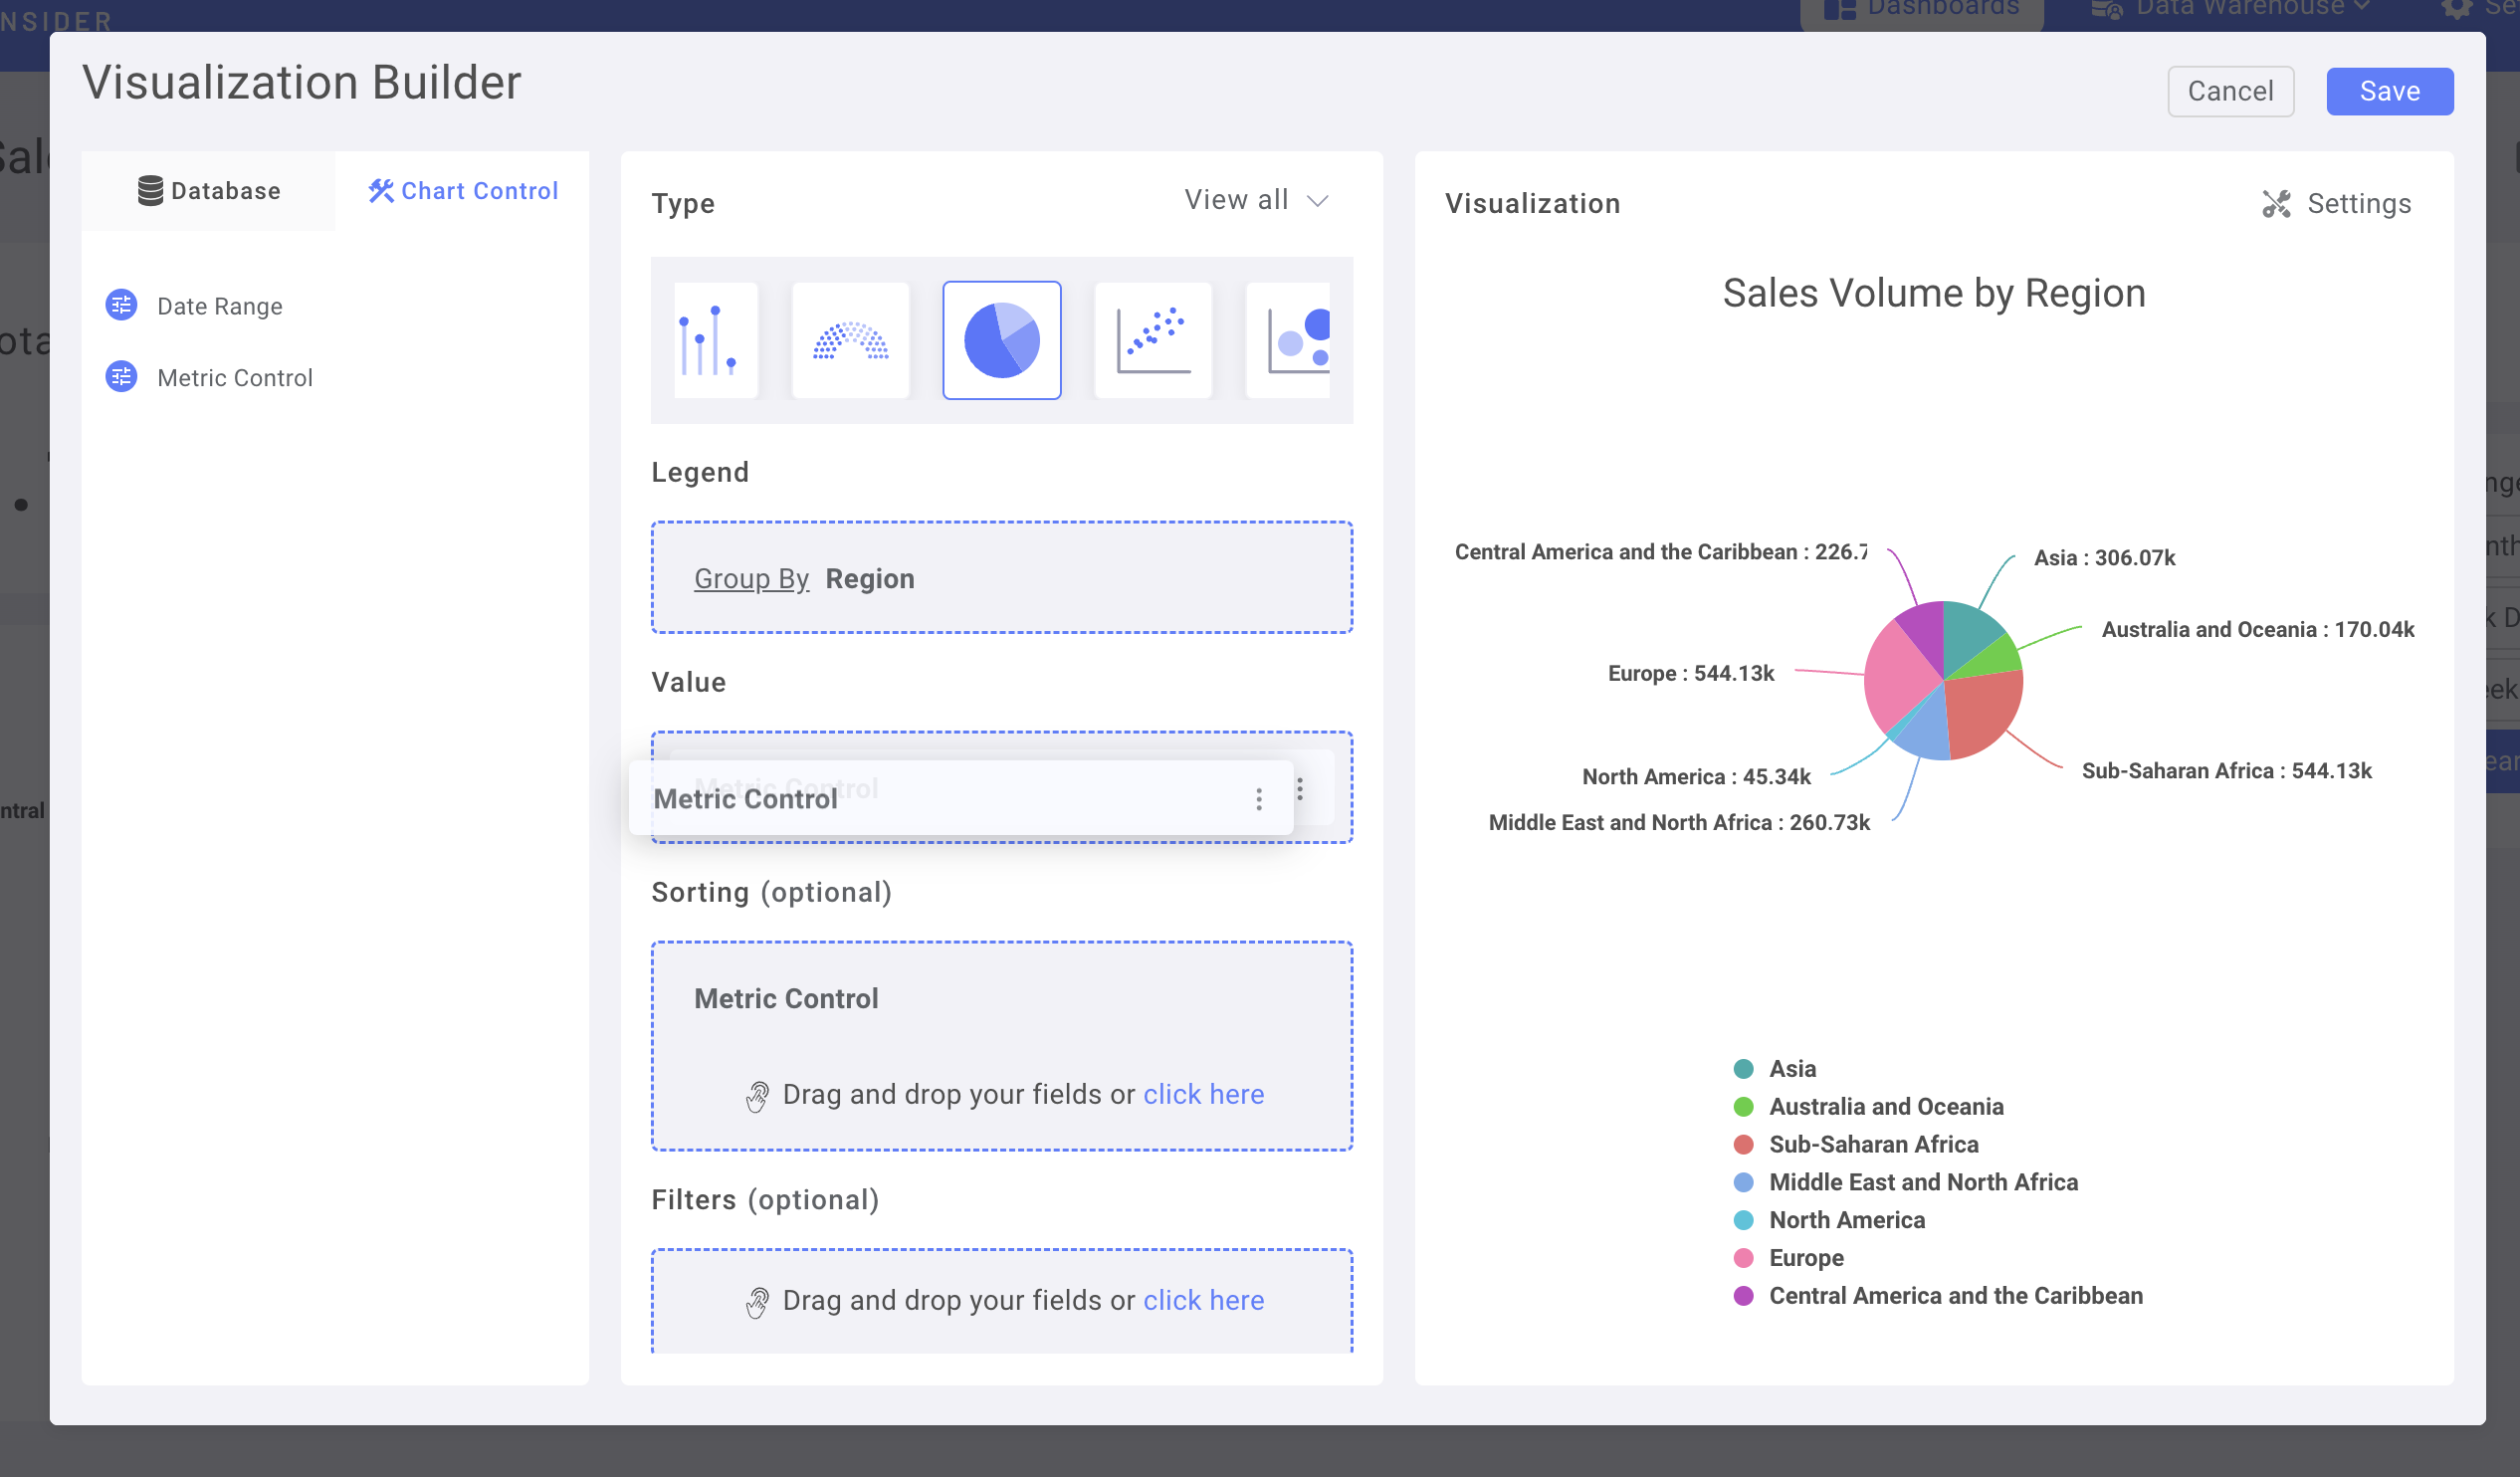 NSIDER
Dashboards
Data Warehouse
Visualization Builder
Cancel
Save
Database
Chart Control
Date Range
Metric Control
Type
View all
Legend
Group By Region
Value
Metric Control
Metric Control
Sorting (optional)
Metric Control
Drag and drop your fields or click here
Filters (optional)
Drag and drop your fields or click here
Visualization
Settings
Sales Volume by Region
Central America and the Caribbean : 226.7
Asia : 306.07k
Australia and Oceania : 170.04k
Europe : 544.13k
Sub-Saharan Africa : 544.13k
North America : 45.34k
Middle East and North Africa : 260.73k
Asia
Australia and Oceania
Sub-Saharan Africa
Middle East and North Africa
North America
Europe
Central America and the Caribbean